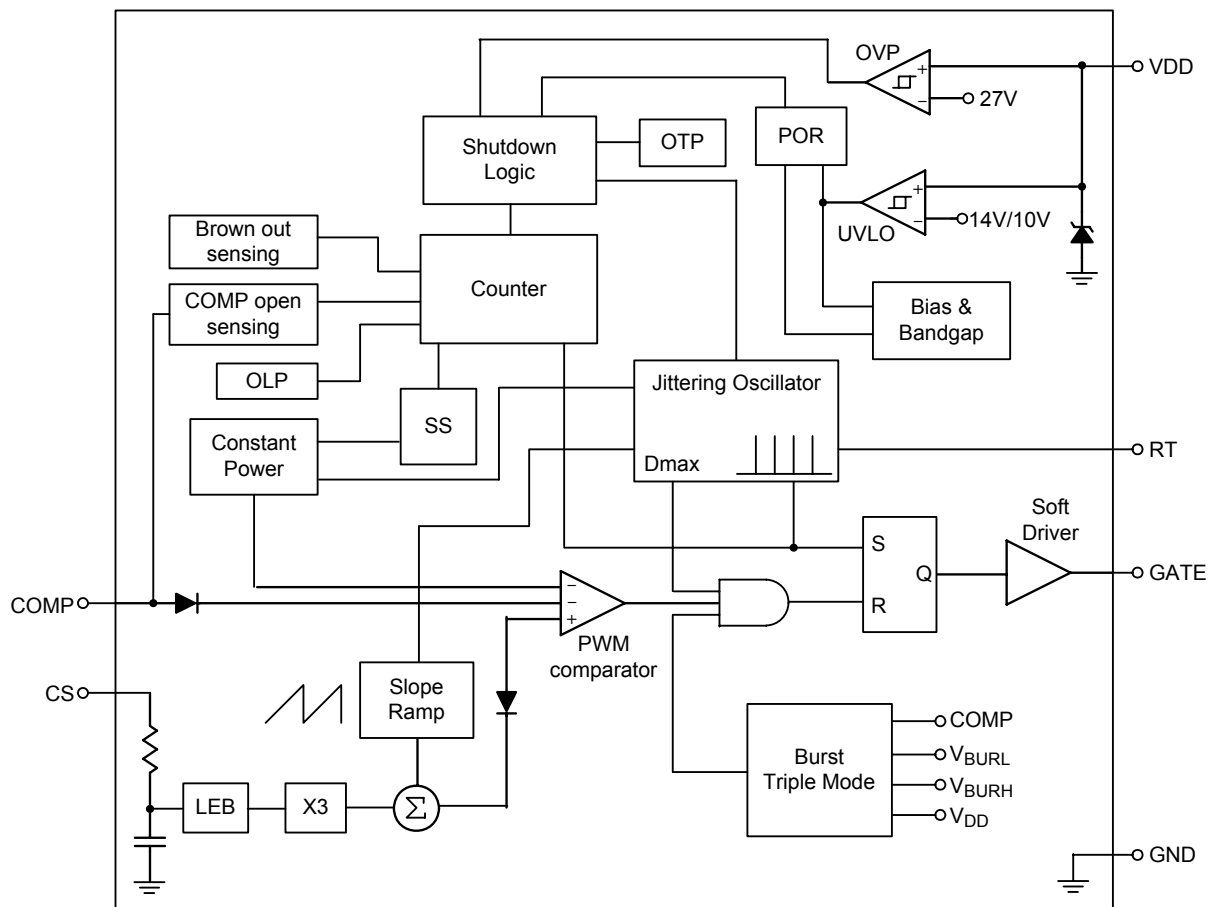 OVP
+
−
27V
VDD
Shutdown
Logic
OTP
POR
+
−
14V/10V
UVLO
Brown out
sensing
Counter
COMP open
sensing
Bias &
Bandgap
OLP
SS
Jittering Oscillator
Dmax
Constant
Power
RT
Soft
Driver
S
Q
R
GATE
COMP
−
−
+
PWM
comparator
CS
Slope
Ramp
Burst
Triple Mode
COMP
VBURL
VBURH
VDD
LEB
X3
Σ
GND